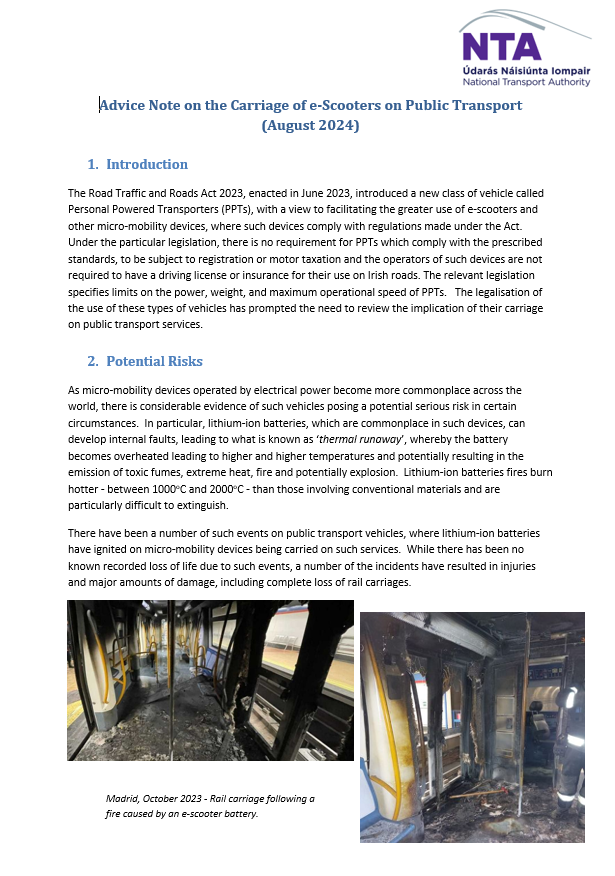 NTA
Údarás Náisiúnta Iompair
National Transport Authority
Advice Note on the Carriage of e-Scooters on Public Transport
(August 2024)
1. Introduction
The Road Traffic and Roads Act 2023, enacted in June 2023, introduced a new class of vehicle called
Personal Powered Transporters (PPTs), with a view to facilitating the greater use of e-scooters and
other micro-mobility devices, where such devices comply with regulations made under the Act.
Under the particular legislation, there is no requirement for PPTs which comply with the prescribed
standards, to be subject to registration or motor taxation and the operators of such devices are not
required to have a driving license or insurance for their use on Irish roads. The relevant legislation
specifies limits on the power, weight, and maximum operational speed of PPTs.   The legalisation of
the use of these types of vehicles has prompted the need to review the implication of their carriage
on public transport services.
2. Potential Risks
As micro-mobility devices operated by electrical power become more commonplace across the
world, there is considerable evidence of such vehicles posing a potential serious risk in certain
circumstances.  In particular, lithium-ion batteries, which are commonplace in such devices, can
develop internal faults, leading to what is known as ‘thermal runaway’, whereby the battery
becomes overheated leading to higher and higher temperatures and potentially resulting in the
emission of toxic fumes, extreme heat, fire and potentially explosion.  Lithium-ion batteries fires burn
hotter - between 1000°C and 2000°C - than those involving conventional materials and are
particularly difficult to extinguish.
There have been a number of such events on public transport vehicles, where lithium-ion batteries
have ignited on micro-mobility devices being carried on such services.  While there has been no
known recorded loss of life due to such events, a number of the incidents have resulted in injuries
and major amounts of damage, including complete loss of rail carriages.
Madrid, October 2023 - Rail carriage following a
fire caused by an e-scooter battery.